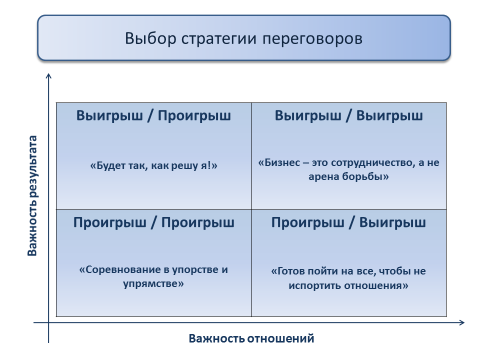 Выбор стратегии переговоров
Важность результата
Выигрыш / Проигрыш
«Будет так, как решу я!»
Выигрыш / Выигрыш
«Бизнес – это сотрудничество, а не
арена борьбы»
Проигрыш / Проигрыш
«Соревнование в упорстве и
упрямстве»
Проигрыш / Выигрыш
«Готов пойти на все, чтобы не
испортить отношения»
Важность отношений